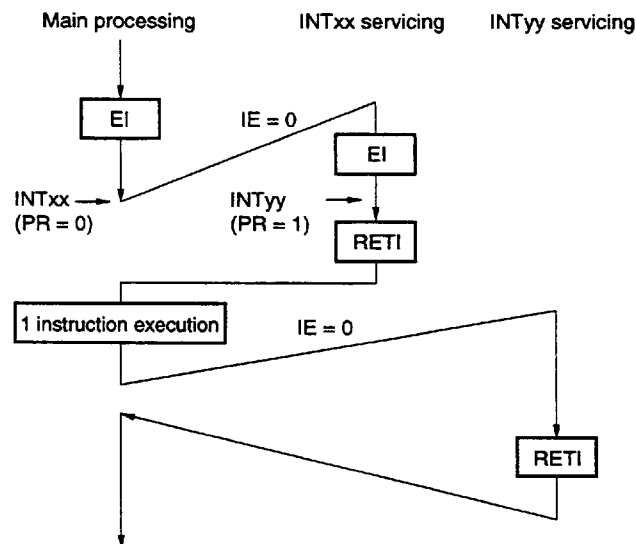 Main processing
INTxx servicing
INTyy servicing
EI
IE = 0
EI
INTxx
(PR = 0)
INTyy
(PR = 1)
RETI
1 instruction execution
IE = 0
RETI